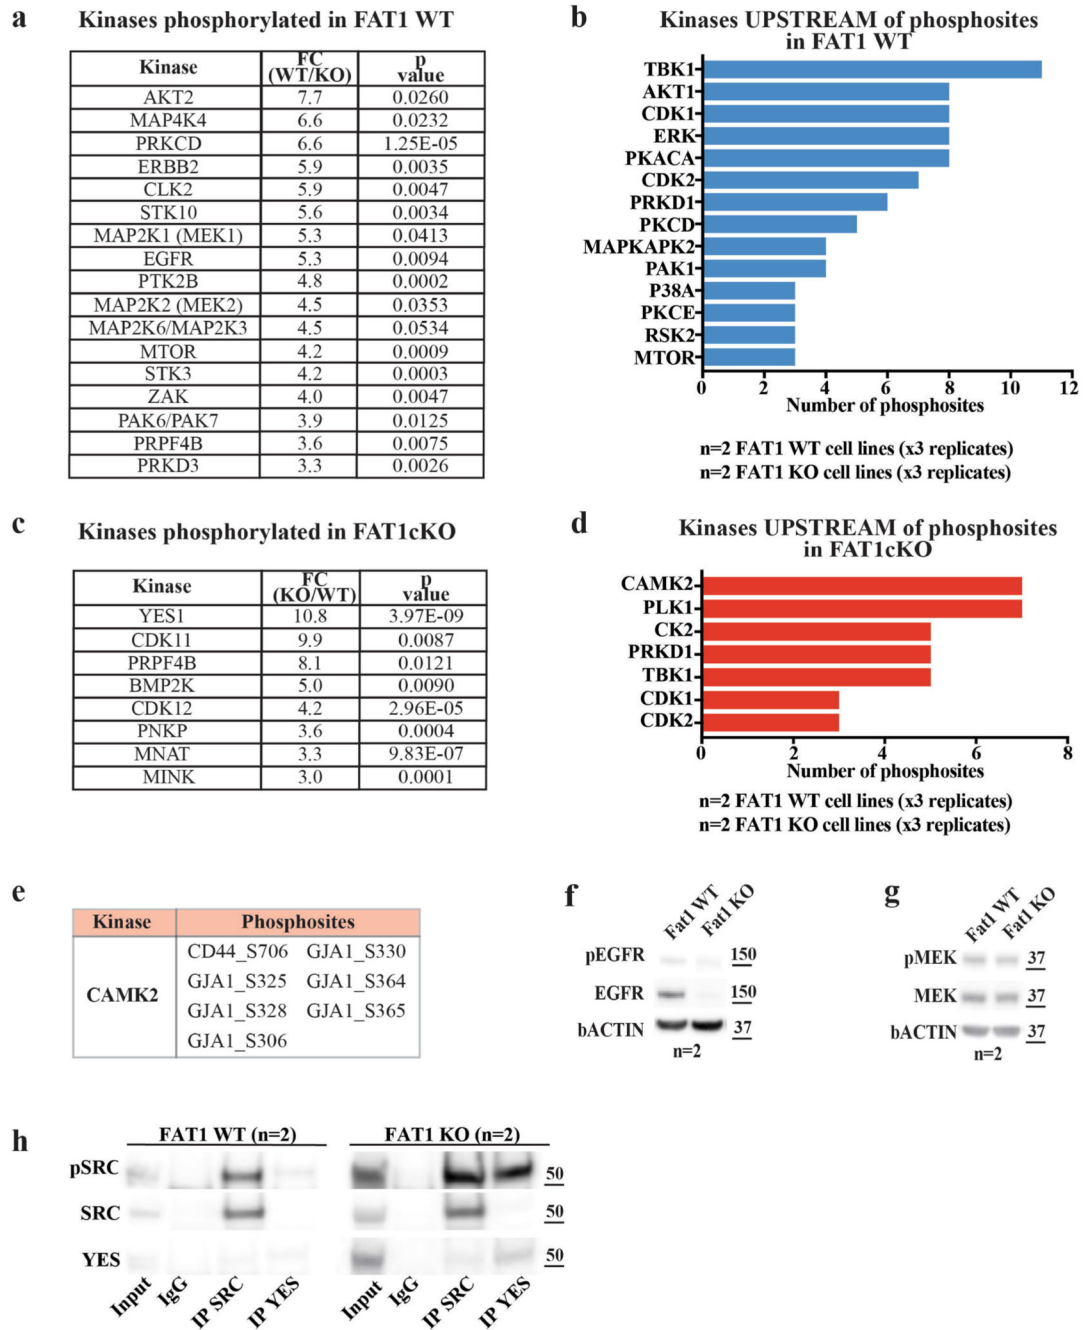 a Kinases phosphorylated in FAT1 WT
Kinase FC (WT/KO) p value
AKT2 7.7 0.0260
MAP4K4 6.6 0.0232
PRKCD 6.6 1.25E-05
ERBB2 5.9 0.0035
CLK2 5.9 0.0047
STK10 5.6 0.0034
MAP2K1 (MEK1) 5.3 0.0413
EGFR 5.3 0.0094
PTK2B 4.8 0.0002
MAP2K2 (MEK2) 4.5 0.0353
MAP2K6/MAP2K3 4.5 0.0534
MTOR 4.2 0.0009
STK3 4.2 0.0003
ZAK 4.0 0.0047
PAK6/PAK7 3.9 0.0125
PRPF4B 3.6 0.0075
PRKD3 3.3 0.0026
b Kinases UPSTREAM of phosphosites
in FAT1 WT
TBK1
AKT1
CDK1
ERK
PKACA
CDK2
PRKD1
PKCD
MAPKAPK2
PAK1
P38A
PKCE
RSK2
MTOR
0 2 4 6 8 10 12
Number of phosphosites
n=2 FAT1 WT cell lines (x3 replicates)
n=2 FAT1 KO cell lines (x3 replicates)
c Kinases phosphorylated in FAT1cKO
Kinase FC (KO/WT) p value
YES1 10.8 3.97E-09
CDK11 9.9 0.0087
PRPF4B 8.1 0.0121
BMP2K 5.0 0.0090
CDK12 4.2 2.96E-05
PNKP 3.6 0.0004
MNAT 3.3 9.83E-07
MINK 3.0 0.0001
d Kinases UPSTREAM of phosphosites
in FAT1cKO
CAMK2
PLK1
CK2
PRKD1
TBK1
CDK1
CDK2
0 2 4 6 8
Number of phosphosites
n=2 FAT1 WT cell lines (x3 replicates)
n=2 FAT1 KO cell lines (x3 replicates)
e
Kinase Phosphosites
CAMK2
CD44_S706 GJA1_S330
GJA1_S325 GJA1_S364
GJA1_S328 GJA1_S365
GJA1_S306
f
Fat1 WT Fat1 KO
pEGFR 150
EGFR 150
bACTIN 37
n=2
g
Fat1 WT Fat1 KO
pMEK 37
MEK 37
bACTIN 37
n=2
h
FAT1 WT (n=2) FAT1 KO (n=2)
pSRC 50
SRC 50
YES 50
Input IgG IP SRC IP YES Input IgG IP SRC IP YES